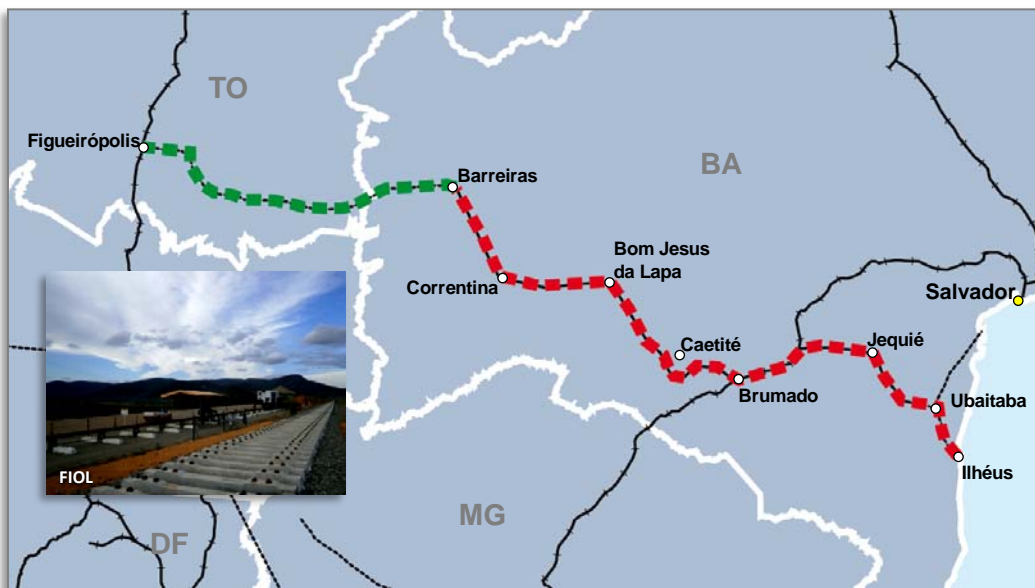 TO
Figueirópolis
BA
Barreiras
Bom Jesus
da Lapa
Correntina
Salvador
Caetité
Jequié
Brumado
Ubaitaba
Ilhéus
FIOL
MG
DF